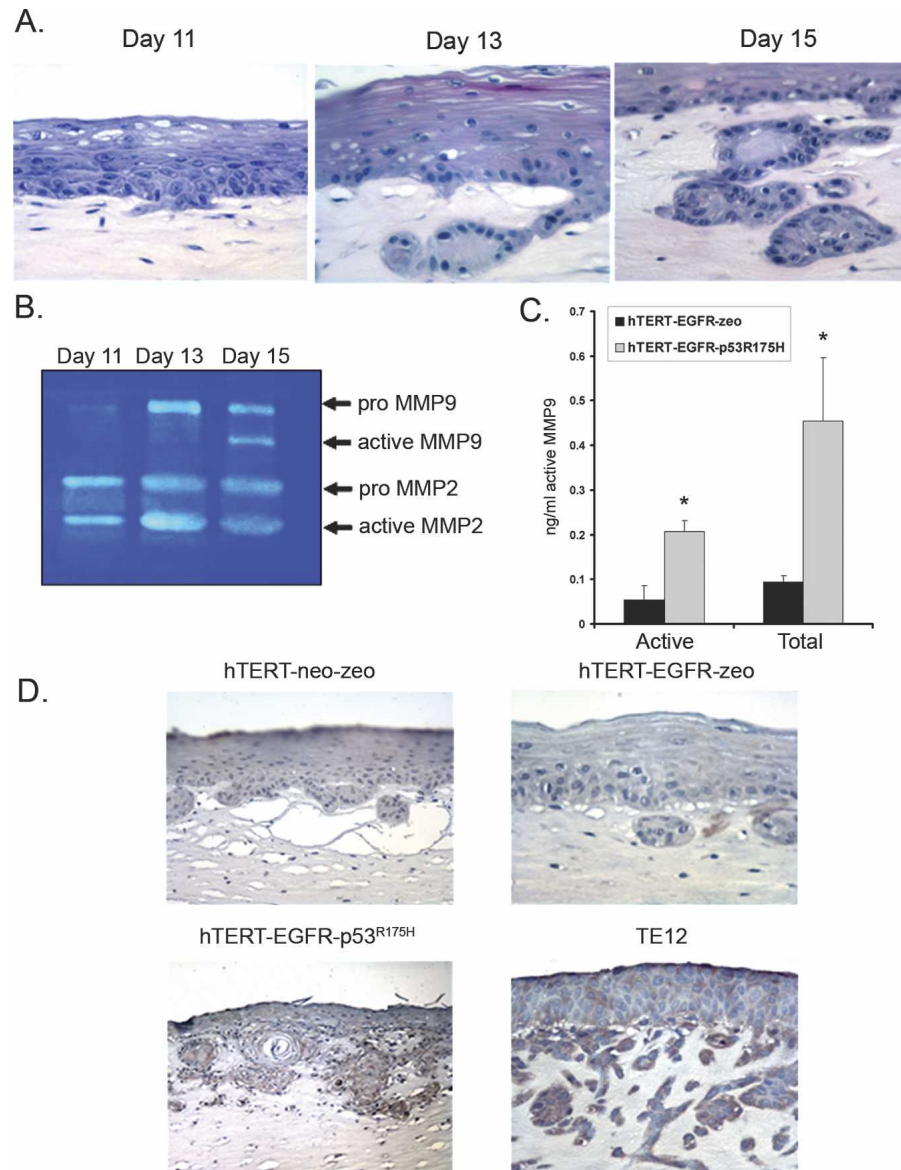 A.
Day 11
Day 13
Day 15
B.
Day 11 Day 13 Day 15
pro MMP9
active MMP9
pro MMP2
active MMP2
C.
hTERT-EGFR-zeo
hTERT-EGFR-p53R175H
ng/ml active MMP9
0.7
0.6
0.5
0.4
0.3
0.2
0.1
0
*
*
Active Total
D.
hTERT-neo-zeo
hTERT-EGFR-zeo
hTERT-EGFR-p53R175H
TE12